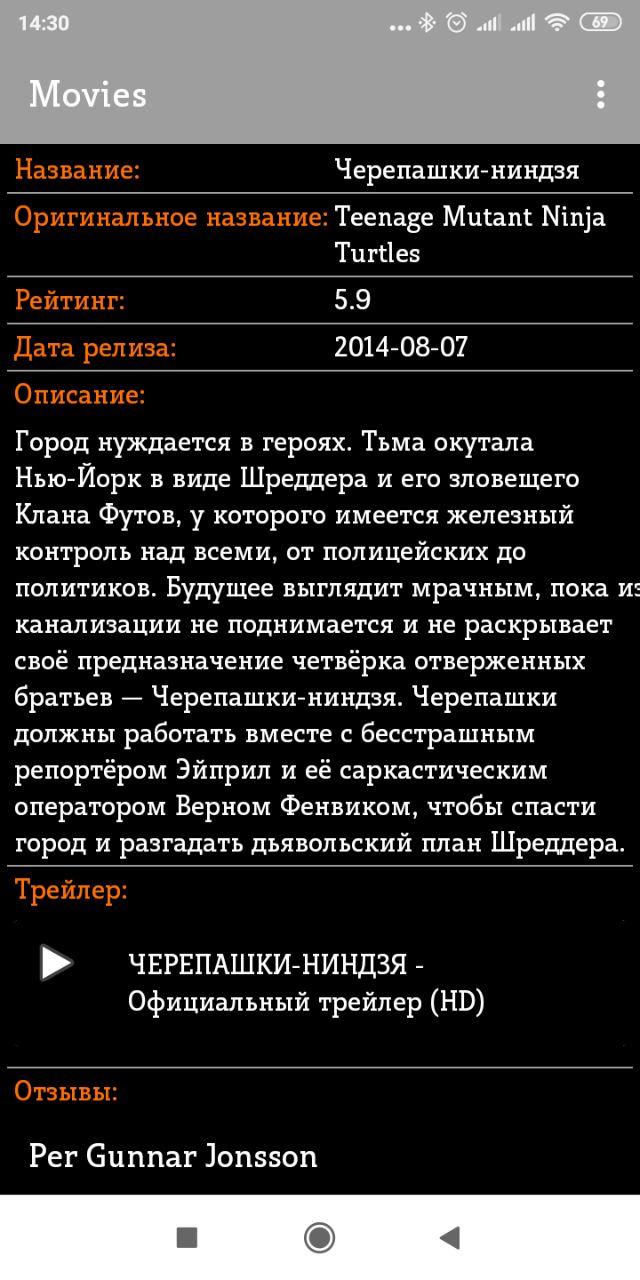 14:30
69
Movies
Название: Черепашки-ниндзя
Оригинальное название: Teenage Mutant Ninja
Turtles
Рейтинг: 5.9
Дата релиза: 2014-08-07
Описание:
Город нуждается в героях. Тьма окутала
Нью-Йорк в виде Шреддера и его зловещего
Клана Футов, у которого имеется железный
контроль над всеми, от полицейских до
политиков. Будущее выглядит мрачным, пока из
канализации не поднимается и не раскрывает
своё предназначение четвёрка отверженных
братьев — Черепашки-ниндзя. Черепашки
должны работать вместе с бесстрашным
репортёром Эйприл и её саркастическим
оператором Верном Фенвиком, чтобы спасти
город и разгадать дьявольский план Шреддера.
Трейлер:
ЧЕРЕПАШКИ-НИНДЗЯ -
Официальный трейлер (HD)
Отзывы:
Per Gunnar Jonsson